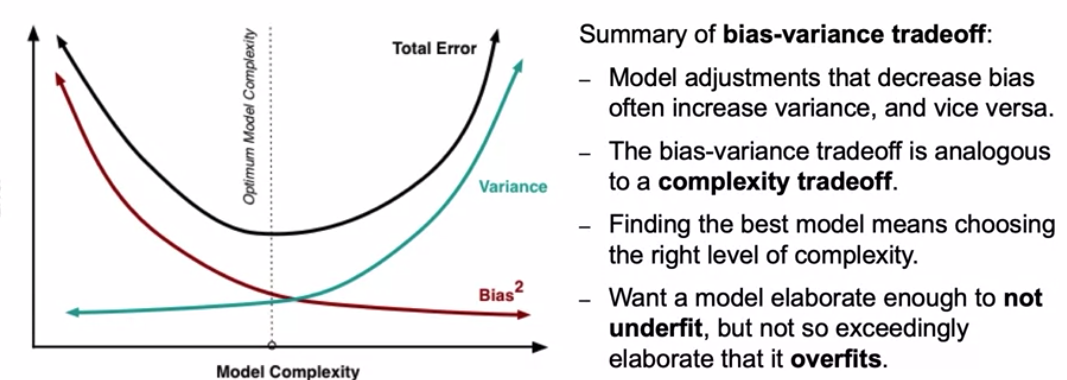 Total Error
Optimum Model Complexity
Variance
Bias²
Model Complexity
Summary of bias-variance tradeoff:
– Model adjustments that decrease bias
often increase variance, and vice versa.
– The bias-variance tradeoff is analogous
to a complexity tradeoff.
– Finding the best model means choosing
the right level of complexity.
– Want a model elaborate enough to not
underfit, but not so exceedingly
elaborate that it overfits.